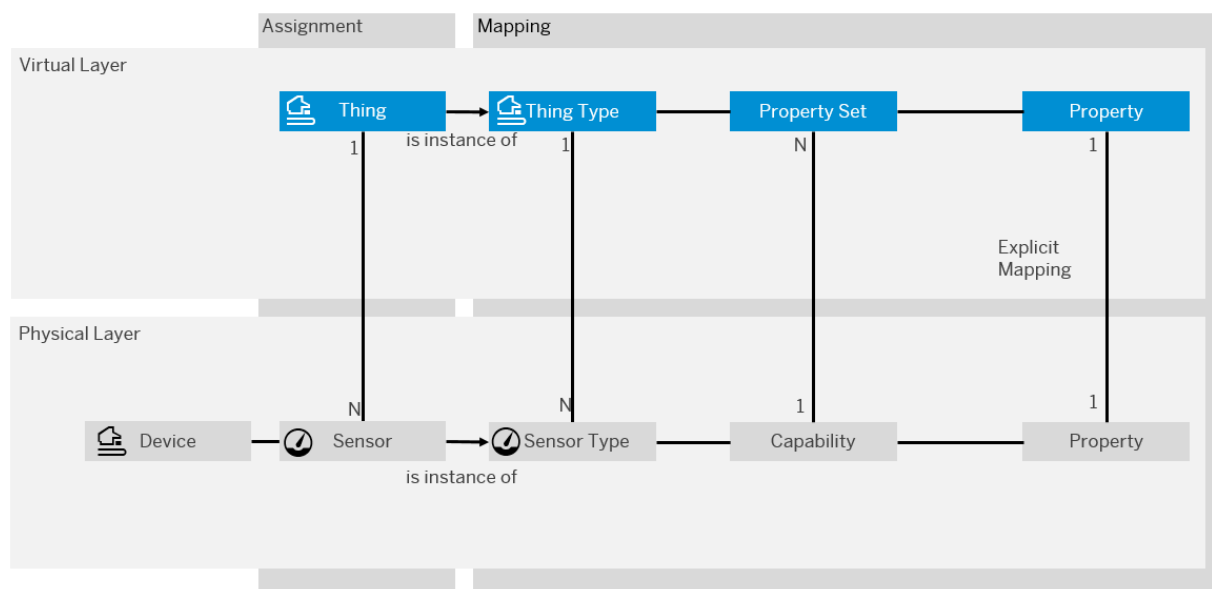 Assignment
Mapping
Virtual Layer
Thing
Thing Type
Property Set
Property
is instance of
1
1
N
1
Explicit
Mapping
Physical Layer
N
N
1
1
Device
Sensor
Sensor Type
Capability
Property
is instance of